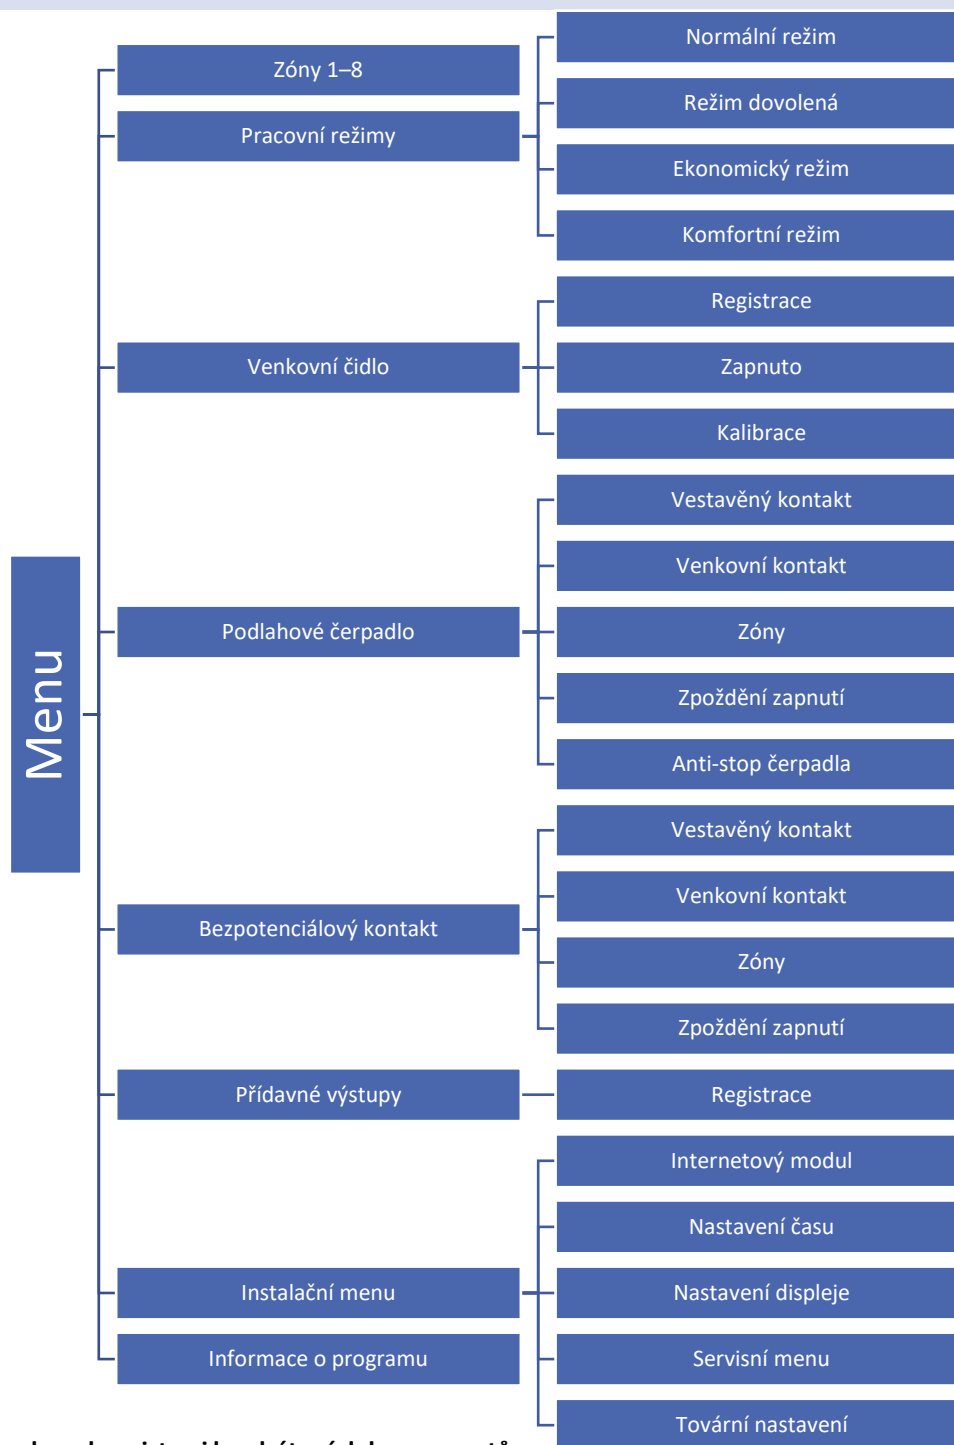 Menu
Zóny 1–8
Pracovní režimy
Normální režim
Režim dovolená
Ekonomický režim
Komfortní režim
Venkovní čidlo
Registrace
Zapnuto
Kalibrace
Podlahové čerpadlo
Vestavěný kontakt
Venkovní kontakt
Zóny
Zpoždění zapnutí
Anti-stop čerpadla
Bezpotenciálový kontakt
Vestavěný kontakt
Venkovní kontakt
Zóny
Zpoždění zapnutí
Přídavné výstupy
Registrace
Instalační menu
Internetový modul
Nastavení času
Nastavení displeje
Servisní menu
Tovární nastavení
Informace o programu